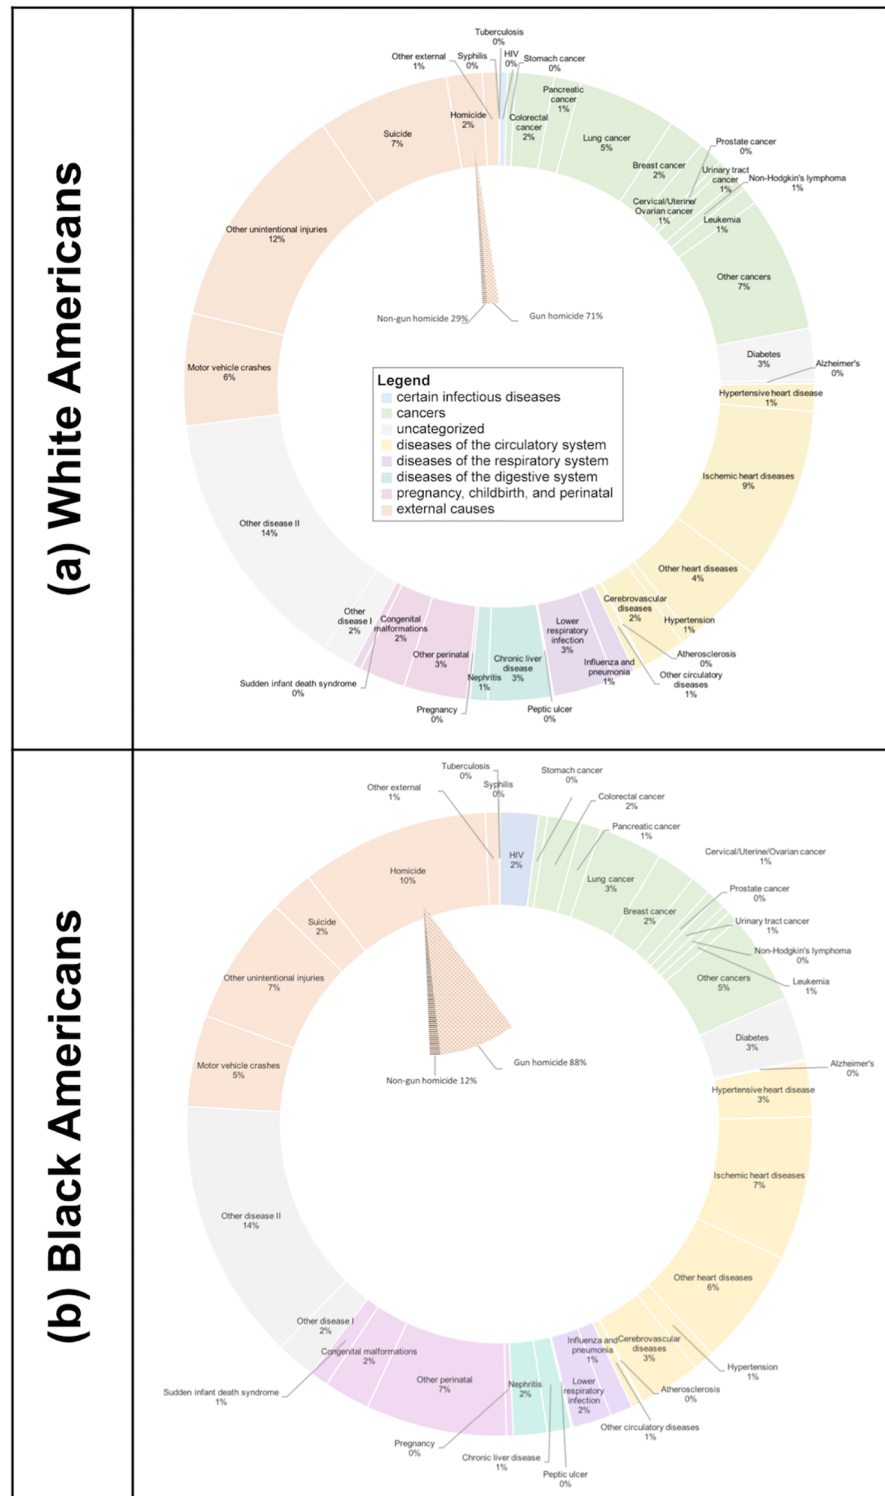 (a) White Americans
Tuberculosis
0%
Other external
1%
Syphilis
0%
HIV
0%
Stomach cancer
0%
Pancreatic
cancer
1%
Colorectal
cancer
2%
Lung cancer
5%
Breast cancer
2%
Prostate cancer
0%
Cervical/Uterine/
Ovarian cancer
1%
Urinary tract
cancer
1%
Non-Hodgkin's lymphoma
1%
Leukemia
1%
Other cancers
7%
Diabetes
3%
Alzheimer's
0%
Hypertensive heart disease
1%
Ischemic heart diseases
9%
Other heart diseases
4%
Hypertension
1%
Cerebrovascular
diseases
2%
Atherosclerosis
0%
Other circulatory
diseases
1%
Influenza and
pneumonia
1%
Lower
respiratory
infection
3%
Peptic ulcer
0%
Chronic liver
disease
3%
Nephritis
1%
Pregnancy
0%
Other perinatal
3%
Congenital
malformations
2%
Sudden infant death syndrome
0%
Other
disease I
2%
Other disease II
14%
Motor vehicle crashes
6%
Other unintentional injuries
12%
Suicide
7%
Homicide
2%
Non-gun homicide 29%
Gun homicide 71%
Legend
certain infectious diseases
cancers
uncategorized
diseases of the circulatory system
diseases of the respiratory system
diseases of the digestive system
pregnancy, childbirth, and perinatal
external causes
(b) Black Americans
Tuberculosis
0%
Other external
1%
Syphilis
0%
HIV
2%
Stomach cancer
0%
Colorectal cancer
2%
Pancreatic cancer
1%
Lung cancer
3%
Breast cancer
2%
Cervical/Uterine/Ovarian cancer
1%
Prostate cancer
0%
Urinary tract cancer
1%
Non-Hodgkin's lymphoma
0%
Leukemia
1%
Other cancers
5%
Diabetes
3%
Alzheimer's
0%
Hypertensive heart disease
3%
Ischemic heart diseases
7%
Other heart diseases
6%
Hypertension
1%
Cerebrovascular
diseases
3%
Atherosclerosis
0%
Other circulatory diseases
1%
Influenza and
pneumonia
1%
Lower
respiratory
infection
2%
Peptic ulcer
0%
Chronic liver disease
1%
Nephritis
2%
Pregnancy
0%
Other perinatal
7%
Congenital malformations
2%
Sudden infant death syndrome
1%
Other disease I
2%
Other disease II
14%
Motor vehicle crashes
5%
Other unintentional injuries
7%
Suicide
2%
Homicide
10%
Non-gun homicide 12%
Gun homicide 88%